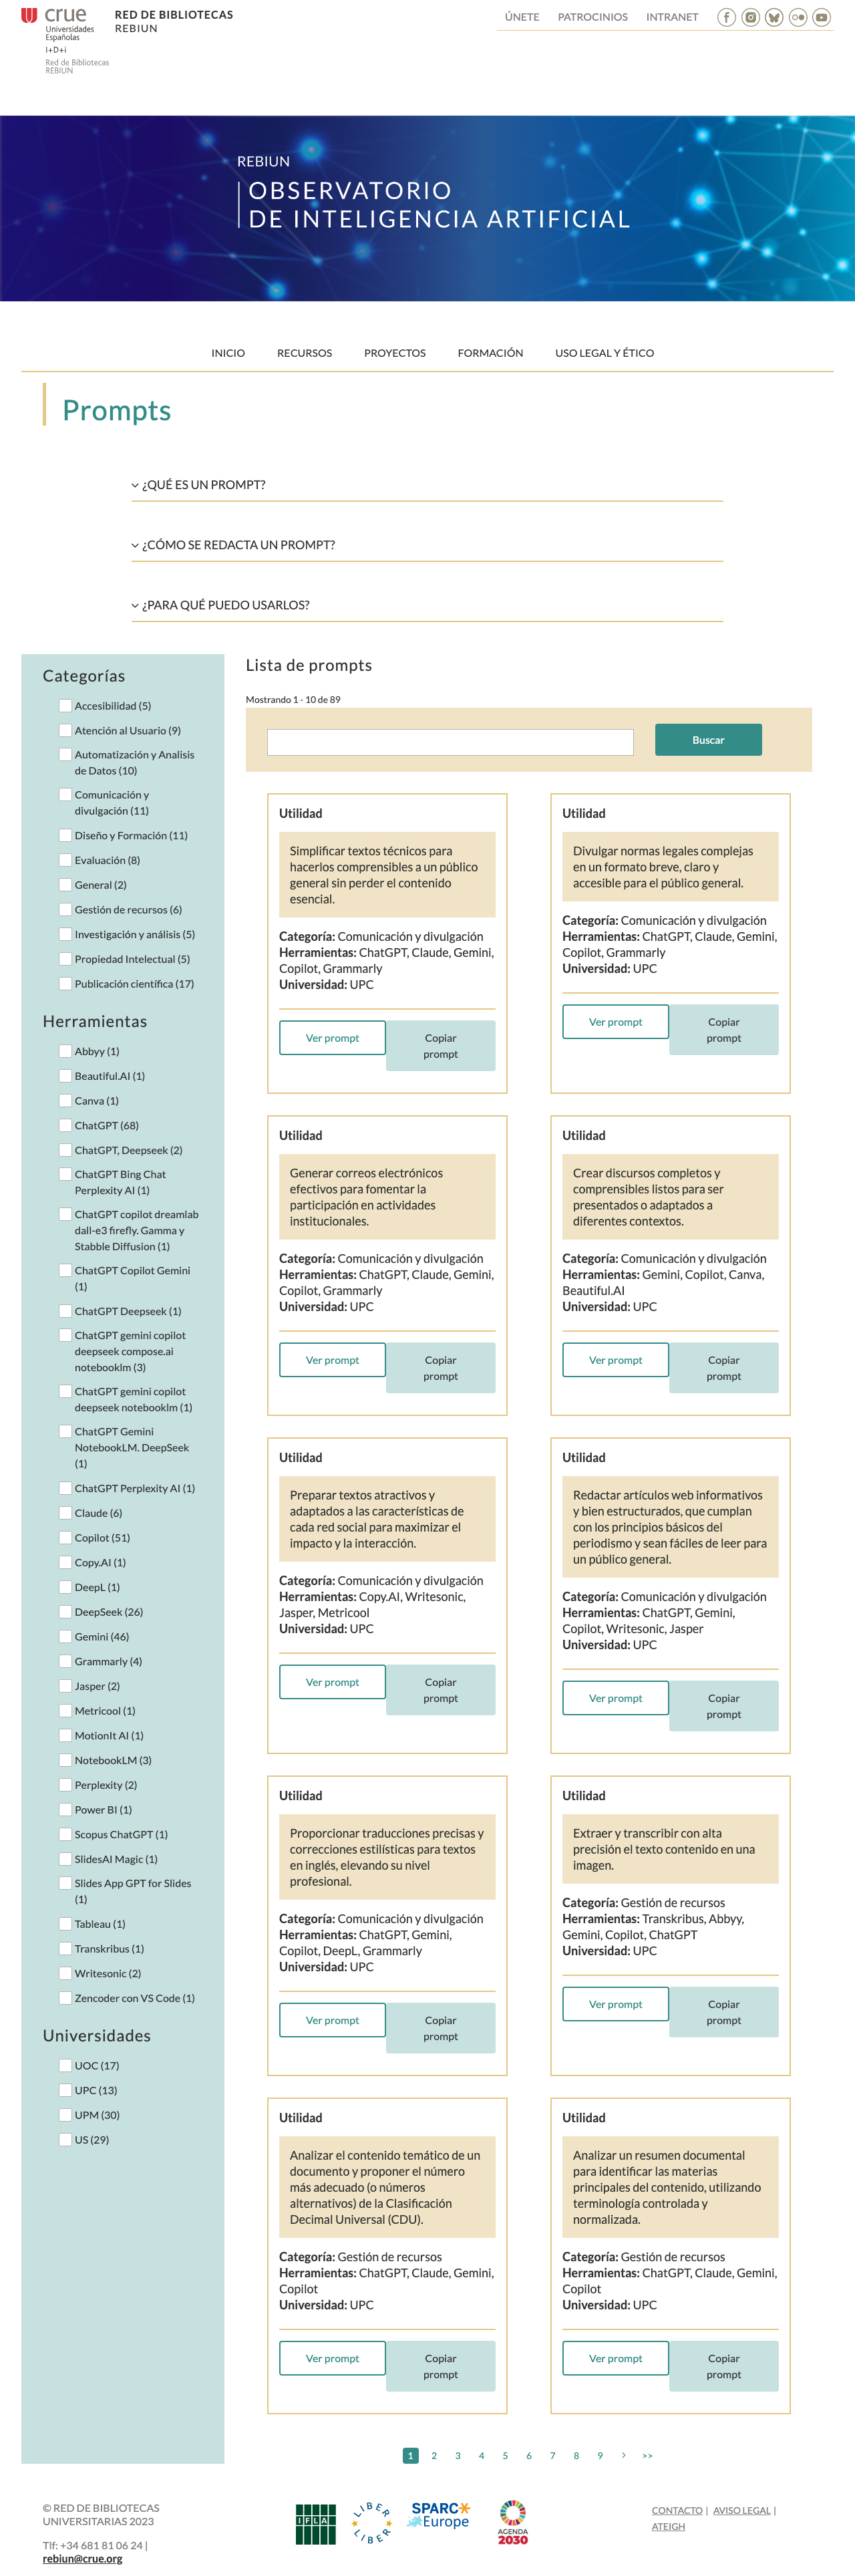 crue
Universidades
Españolas
I+D+i
Red de Bibliotecas
REBIUN
RED DE BIBLIOTECAS
REBIUN
ÚNETE PATROCINIOS INTRANET
REBIUN
OBSERVATORIO
DE INTELIGENCIA ARTIFICIAL
INICIO RECURSOS PROYECTOS FORMACIÓN USO LEGAL Y ÉTICO
Prompts
¿QUÉ ES UN PROMPT?
¿CÓMO SE REDACTA UN PROMPT?
¿PARA QUÉ PUEDO USARLOS?
Categorías
Accesibilidad (5)
Atención al Usuario (9)
Automatización y Analisis
de Datos (10)
Comunicación y
divulgación (11)
Diseño y Formación (11)
Evaluación (8)
General (2)
Gestión de recursos (6)
Investigación y análisis (5)
Propiedad Intelectual (5)
Publicación científica (17)
Herramientas
Abbyy (1)
Beautiful.AI (1)
Canva (1)
ChatGPT (68)
ChatGPT, Deepseek (2)
ChatGPT Bing Chat
Perplexity AI (1)
ChatGPT copilot dreamlab
dall-e3 firefly. Gamma y
Stabble Diffusion (1)
ChatGPT Copilot Gemini
(1)
ChatGPT Deepseek (1)
ChatGPT gemini copilot
deepseek compose.ai
notebooklm (3)
ChatGPT gemini copilot
deepseek notebooklm (1)
ChatGPT Gemini
NotebookLM. DeepSeek
(1)
ChatGPT Perplexity AI (1)
Claude (6)
Copilot (51)
Copy.AI (1)
DeepL (1)
DeepSeek (26)
Gemini (46)
Grammarly (4)
Jasper (2)
Metricool (1)
MotionIt AI (1)
NotebookLM (3)
Perplexity (2)
Power BI (1)
Scopus ChatGPT (1)
SlidesAI Magic (1)
Slides App GPT for Slides
(1)
Tableau (1)
Transkribus (1)
Writesonic (2)
Zencoder con VS Code (1)
Universidades
UOC (17)
UPC (13)
UPM (30)
US (29)
Lista de prompts
Mostrando 1 - 10 de 89
Buscar
Utilidad
Simplificar textos técnicos para
hacerlos comprensibles a un público
general sin perder el contenido
esencial.
Categoría: Comunicación y divulgación
Herramientas: ChatGPT, Claude, Gemini,
Copilot, Grammarly
Universidad: UPC
Ver prompt
Copiar
prompt
Utilidad
Divulgar normas legales complejas
en un formato breve, claro y
accesible para el público general.
Categoría: Comunicación y divulgación
Herramientas: ChatGPT, Claude, Gemini,
Copilot, Grammarly
Universidad: UPC
Ver prompt
Copiar
prompt
Utilidad
Generar correos electrónicos
efectivos para fomentar la
participación en actividades
institucionales.
Categoría: Comunicación y divulgación
Herramientas: ChatGPT, Claude, Gemini,
Copilot, Grammarly
Universidad: UPC
Ver prompt
Copiar
prompt
Utilidad
Crear discursos completos y
comprensibles listos para ser
presentados o adaptados a
diferentes contextos.
Categoría: Comunicación y divulgación
Herramientas: Gemini, Copilot, Canva,
Beautiful.AI
Universidad: UPC
Ver prompt
Copiar
prompt
Utilidad
Preparar textos atractivos y
adaptados a las características de
cada red social para maximizar el
impacto y la interacción.
Categoría: Comunicación y divulgación
Herramientas: Copy.AI, Writesonic,
Jasper, Metricool
Universidad: UPC
Ver prompt
Copiar
prompt
Utilidad
Redactar artículos web informativos
y bien estructurados, que cumplan
con los principios básicos del
periodismo y sean fáciles de leer para
un público general.
Categoría: Comunicación y divulgación
Herramientas: ChatGPT, Gemini,
Copilot, Writesonic, Jasper
Universidad: UPC
Ver prompt
Copiar
prompt
Utilidad
Proporcionar traducciones precisas y
correcciones estilísticas para textos
en inglés, elevando su nivel
profesional.
Categoría: Comunicación y divulgación
Herramientas: ChatGPT, Gemini,
Copilot, DeepL, Grammarly
Universidad: UPC
Ver prompt
Copiar
prompt
Utilidad
Extraer y transcribir con alta
precisión el texto contenido en una
imagen.
Categoría: Gestión de recursos
Herramientas: Transkribus, Abbyy,
Gemini, Copilot, ChatGPT
Universidad: UPC
Ver prompt
Copiar
prompt
Utilidad
Analizar el contenido temático de un
documento y proponer el número
más adecuado (o números
alternativos) de la Clasificación
Decimal Universal (CDU).
Categoría: Gestión de recursos
Herramientas: ChatGPT, Claude, Gemini,
Copilot
Universidad: UPC
Ver prompt
Copiar
prompt
Utilidad
Analizar un resumen documental
para identificar las materias
principales del contenido, utilizando
terminología controlada y
normalizada.
Categoría: Gestión de recursos
Herramientas: ChatGPT, Claude, Gemini,
Copilot
Universidad: UPC
Ver prompt
Copiar
prompt
1 2 3 4 5 6 7 8 9 > >>
© RED DE BIBLIOTECAS
UNIVERSITARIAS 2023
Tlf: +34 681 81 06 24 |
rebiun@crue.org
IFLA
LIBER
LIBER
SPARC
Europe
AGENDA
2030
CONTACTO | AVISO LEGAL |
ATEIGH